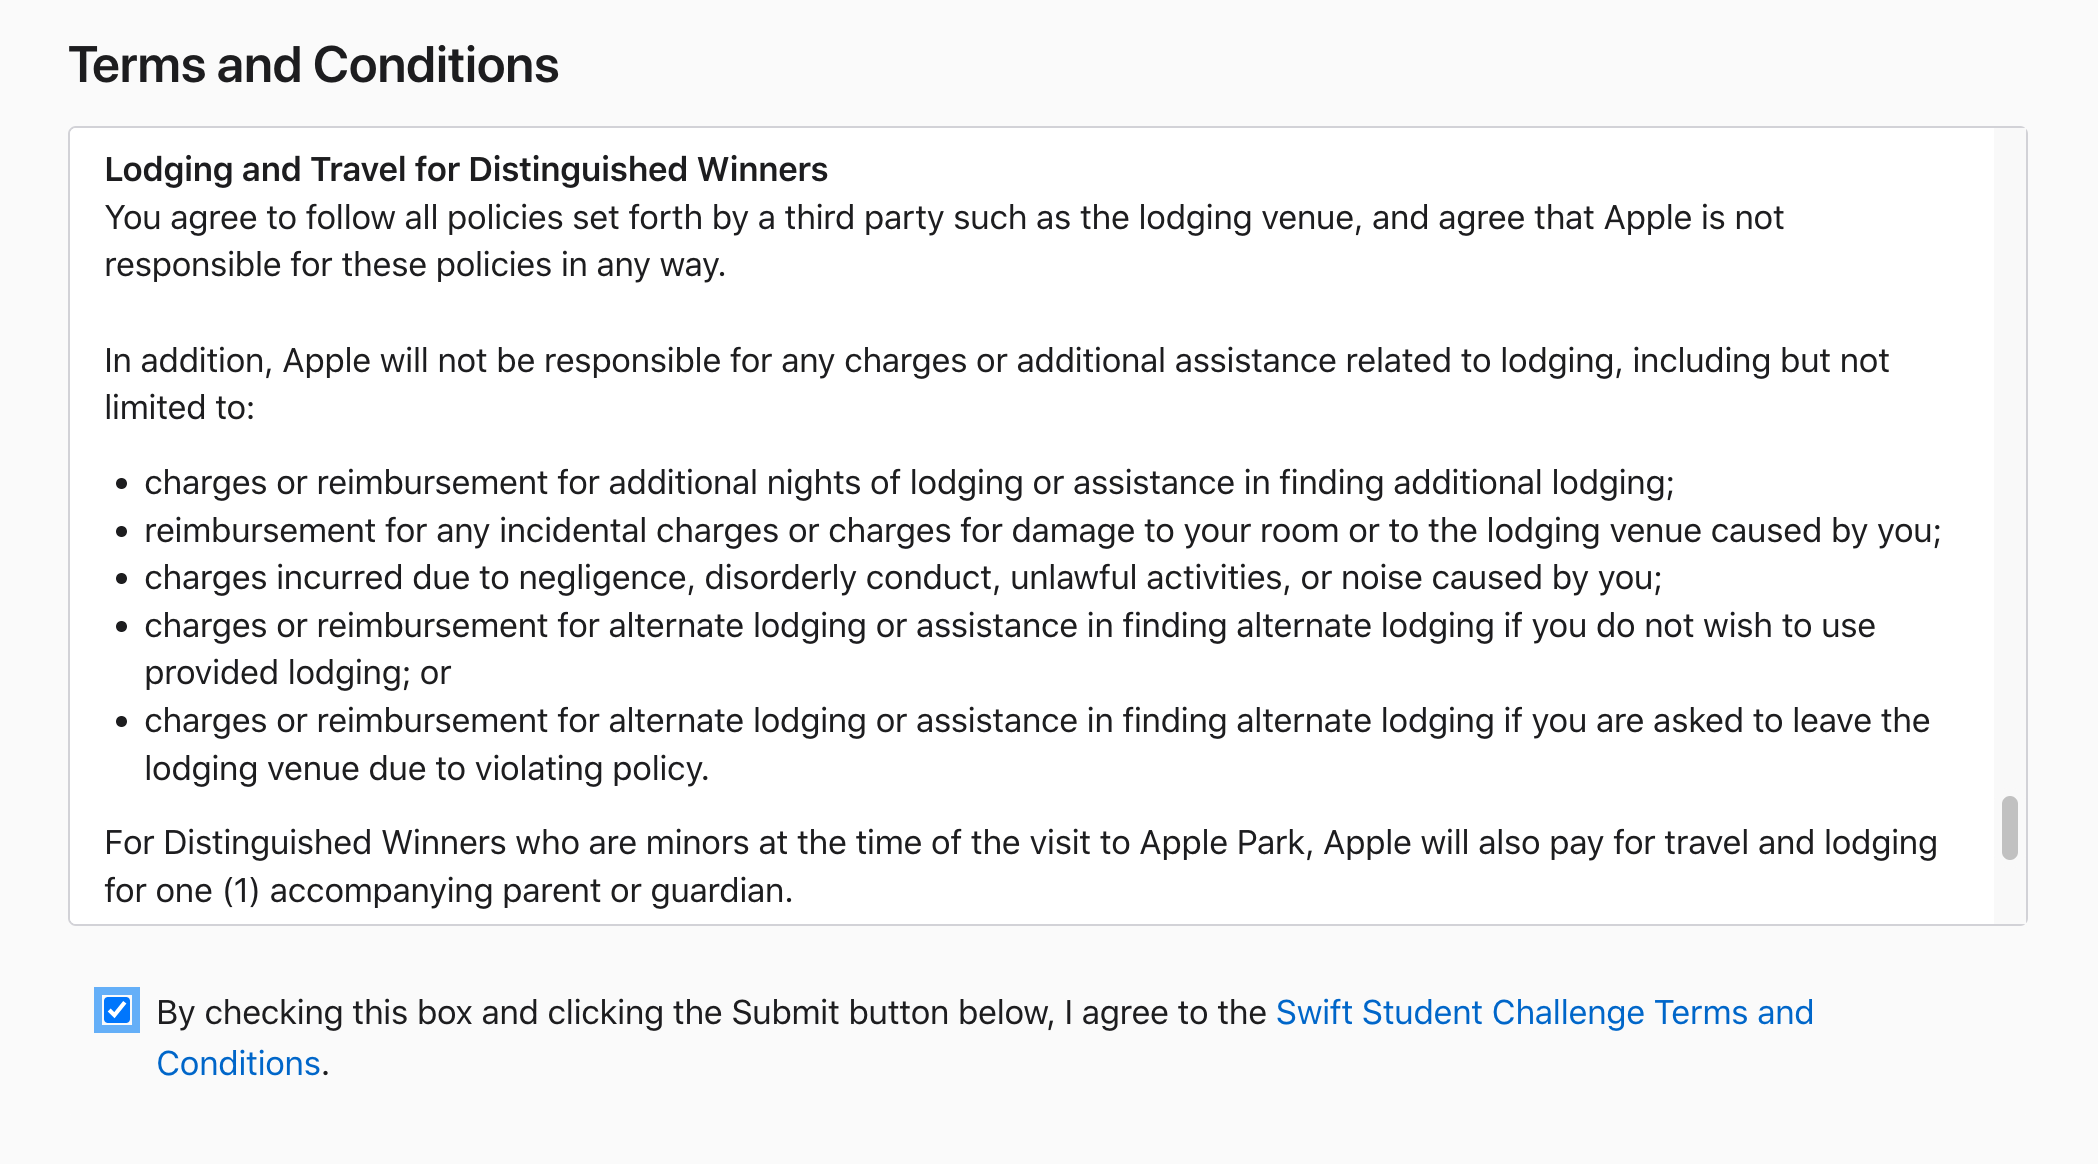 Terms and Conditions
Lodging and Travel for Distinguished Winners
You agree to follow all policies set forth by a third party such as the lodging venue, and agree that Apple is not
responsible for these policies in any way.
In addition, Apple will not be responsible for any charges or additional assistance related to lodging, including but not
limited to:
• charges or reimbursement for additional nights of lodging or assistance in finding additional lodging;
• reimbursement for any incidental charges or charges for damage to your room or to the lodging venue caused by you;
• charges incurred due to negligence, disorderly conduct, unlawful activities, or noise caused by you;
• charges or reimbursement for alternate lodging or assistance in finding alternate lodging if you do not wish to use
provided lodging; or
• charges or reimbursement for alternate lodging or assistance in finding alternate lodging if you are asked to leave the
lodging venue due to violating policy.
For Distinguished Winners who are minors at the time of the visit to Apple Park, Apple will also pay for travel and lodging
for one (1) accompanying parent or guardian.
By checking this box and clicking the Submit button below, I agree to the Swift Student Challenge Terms and
Conditions.